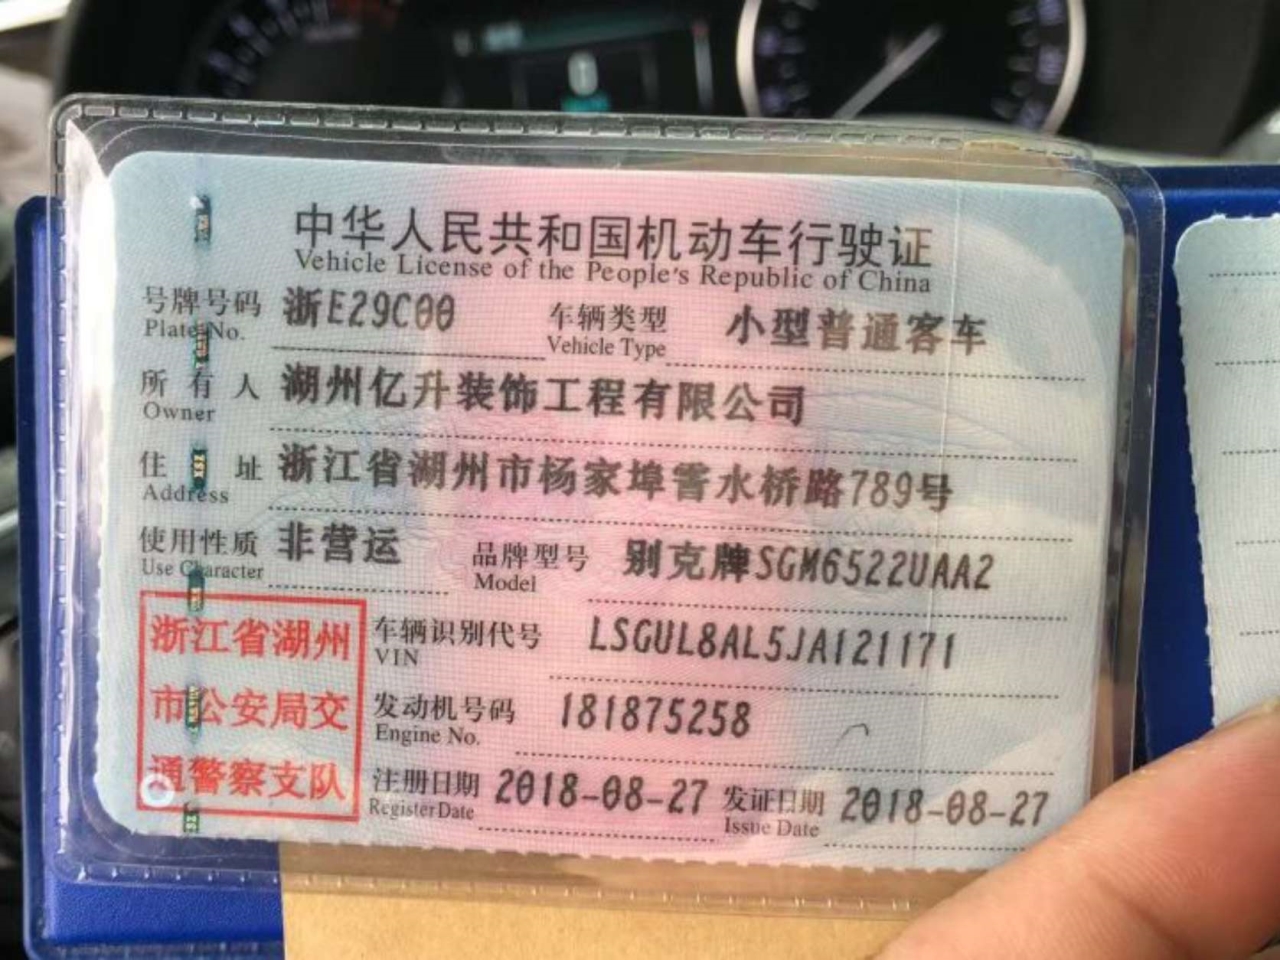 中华人民共和国机动车行驶证
Vehicle License of the People's Republic of China
号牌号码 浙E29C00 车辆类型 小型普通客车
Plate No. Vehicle Type
所有人 湖州亿升装饰工程有限公司
Owner
住址 浙江省湖州市杨家埠霅水桥路789号
Address
使用性质 非营运 品牌型号 别克牌SGM6522UAA2
Use Character Model
浙江省湖州 车辆识别代号 LSGUL8AL5JA121171
VIN
市公安局交 发动机号码 181875258
Engine No.
通警察支队 注册日期 2018-08-27 发证日期 2018-08-27
Register Date Issue Date